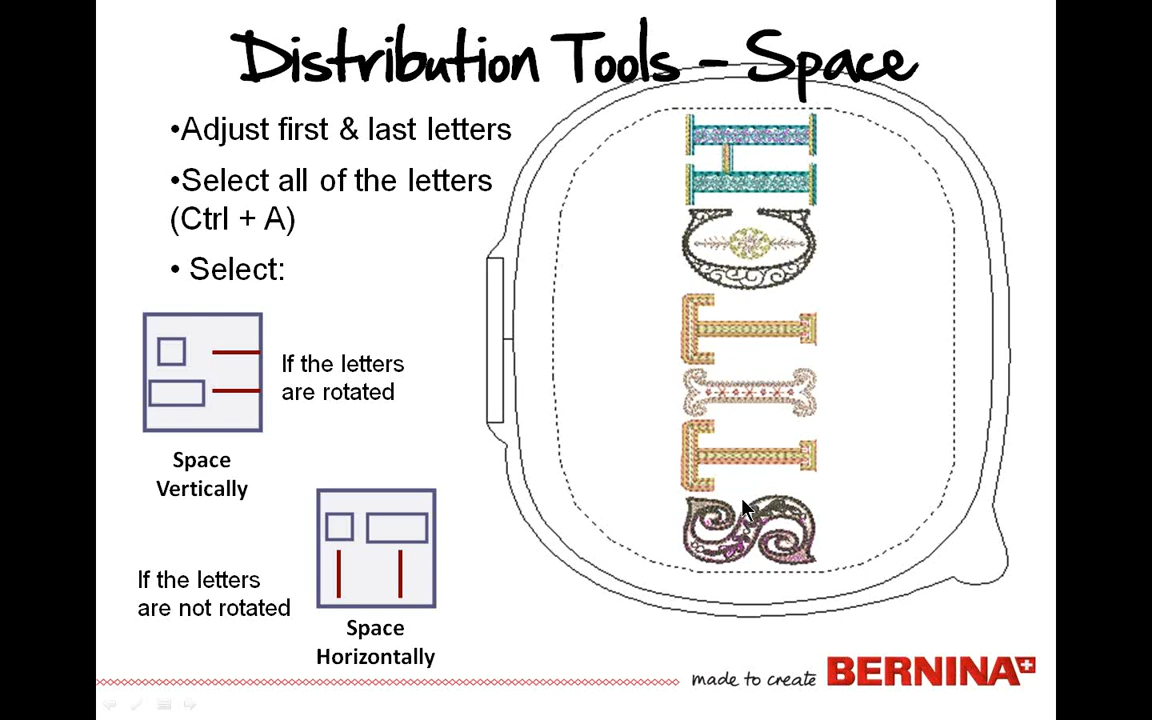 Distribution Tools - Space
•Adjust first & last letters
•Select all of the letters
(Ctrl + A)
• Select:
If the letters
are rotated
Space
Vertically
If the letters
are not rotated
Space
Horizontally
STITCH
made to create BERNINA